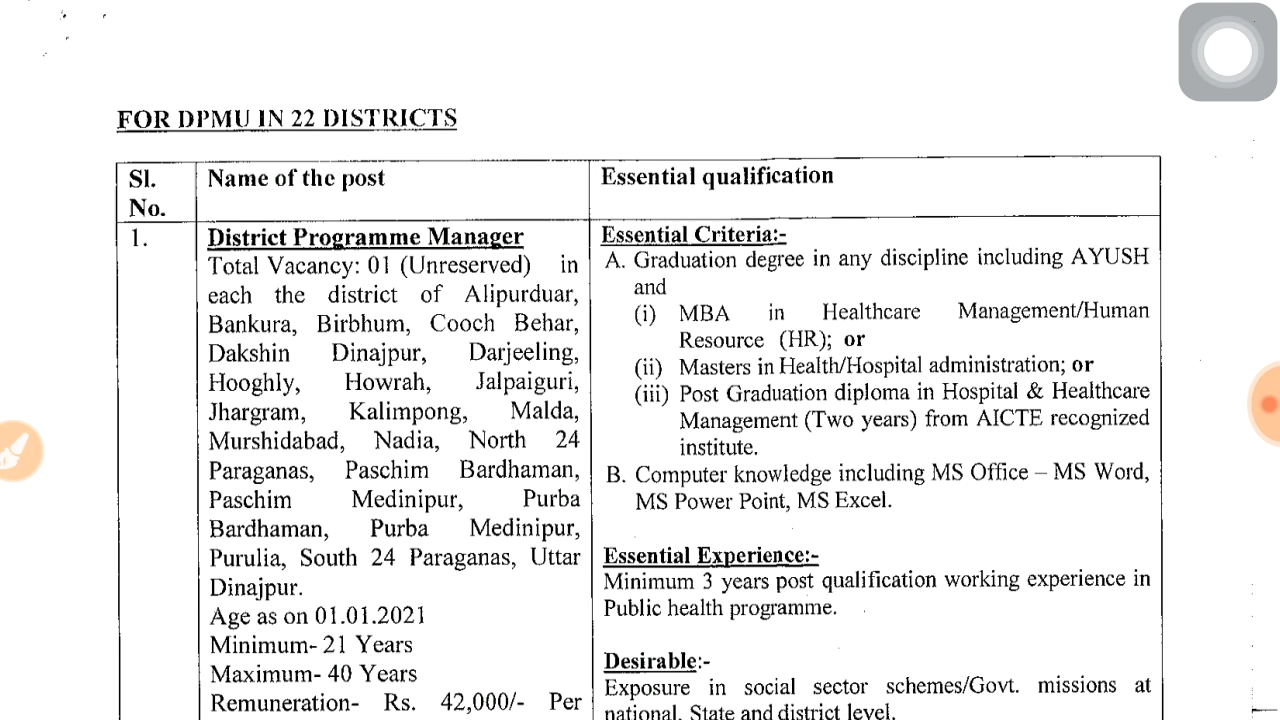 FOR DPMU IN 22 DISTRICTS
Sl.
No.
Name of the post
Essential qualification
1.
District Programme Manager
Total Vacancy: 01 (Unreserved) in
each the district of Alipurduar,
Bankura, Birbhum, Cooch Behar,
Dakshin Dinajpur, Darjeeling,
Hooghly, Howrah, Jalpaiguri,
Jhargram, Kalimpong, Malda,
Murshidabad, Nadia, North 24
Paraganas, Paschim Bardhaman,
Paschim Medinipur, Purba
Bardhaman, Purba Medinipur,
Purulia, South 24 Paraganas, Uttar
Dinajpur.
Age as on 01.01.2021
Minimum- 21 Years
Maximum- 40 Years
Remuneration- Rs. 42,000/- Per
Essential Criteria:-
A. Graduation degree in any discipline including AYUSH
and
(i) MBA in Healthcare Management/Human
Resource (HR); or
(ii) Masters in Health/Hospital administration; or
(iii) Post Graduation diploma in Hospital & Healthcare
Management (Two years) from AICTE recognized
institute.
B. Computer knowledge including MS Office – MS Word,
MS Power Point, MS Excel.
Essential Experience:-
Minimum 3 years post qualification working experience in
Public health programme.
Desirable:-
Exposure in social sector schemes/Govt. missions at
national, State and district level.